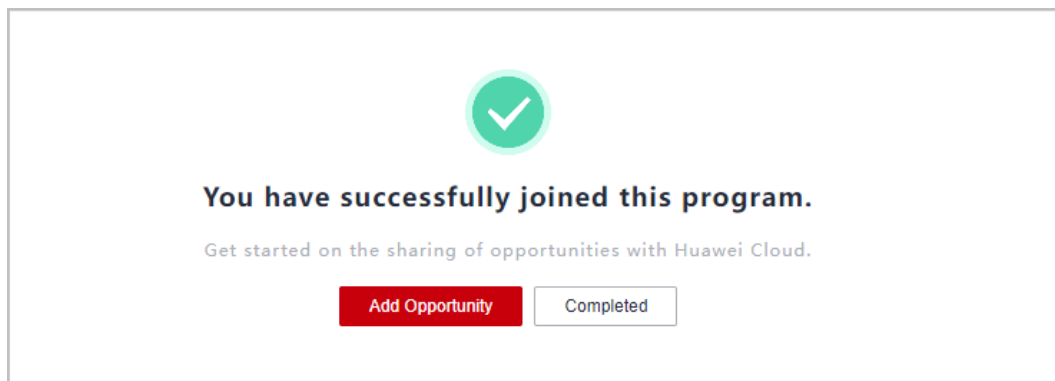 You have successfully joined this program.
Get started on the sharing of opportunities with Huawei Cloud.
Add Opportunity
Completed